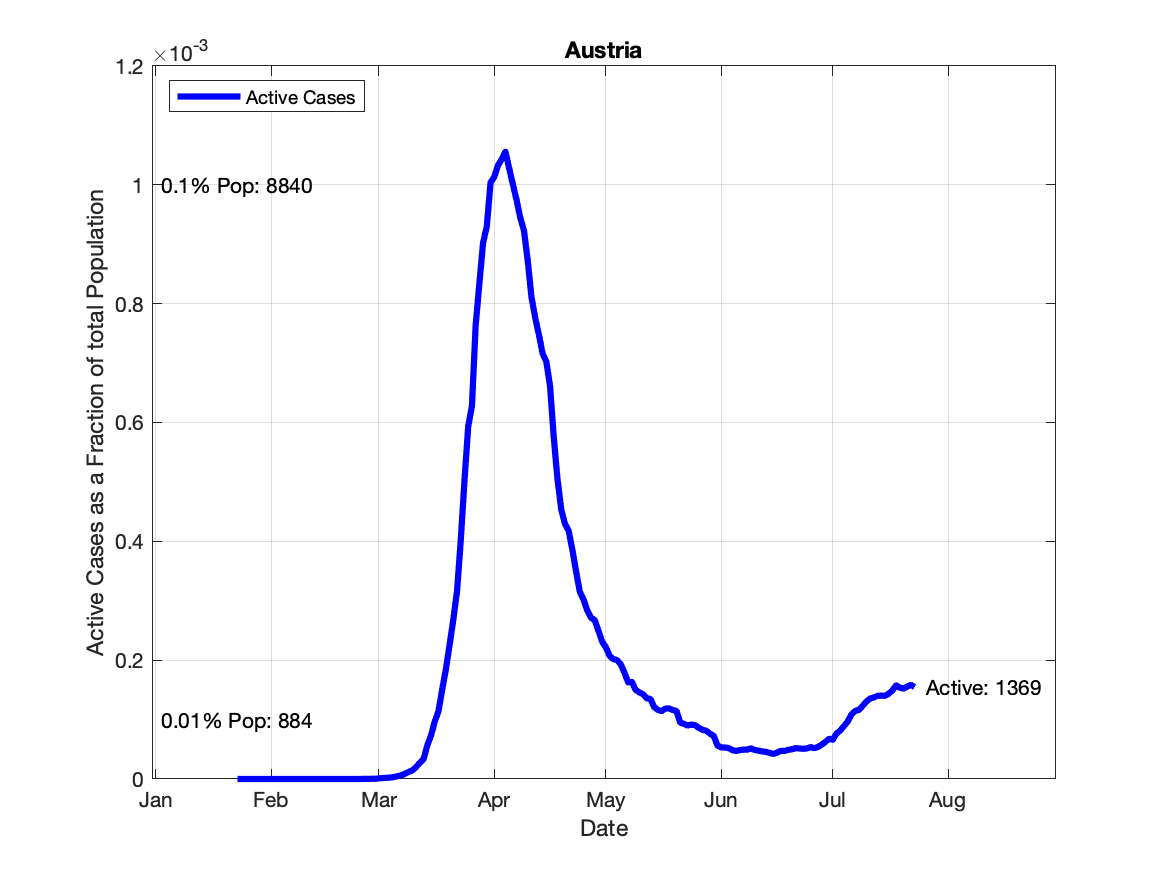 Austria
×10-3
1.2
1
0.8
0.6
0.4
0.2
0
Active Cases as a Fraction of total Population
Active Cases
0.1% Pop: 8840
0.01% Pop: 884
Active: 1369
Jan Feb Mar Apr May Jun Jul Aug
Date